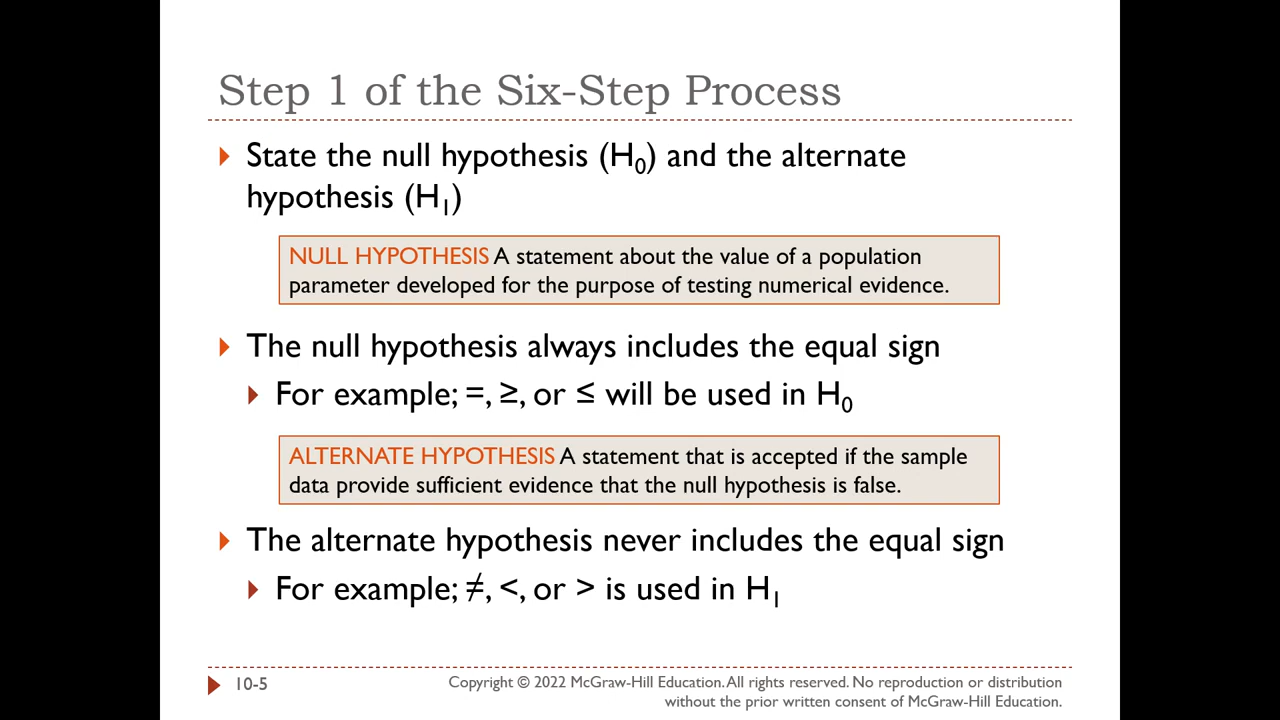 Step 1 of the Six-Step Process
State the null hypothesis (H₀) and the alternate
hypothesis (H₁)
NULL HYPOTHESIS A statement about the value of a population
parameter developed for the purpose of testing numerical evidence.
The null hypothesis always includes the equal sign
For example; =, ≥, or ≤ will be used in H₀
ALTERNATE HYPOTHESIS A statement that is accepted if the sample
data provide sufficient evidence that the null hypothesis is false.
The alternate hypothesis never includes the equal sign
For example; ≠, <, or > is used in H₁
10-5
Copyright © 2022 McGraw-Hill Education. All rights reserved. No reproduction or distribution
without the prior written consent of McGraw-Hill Education.